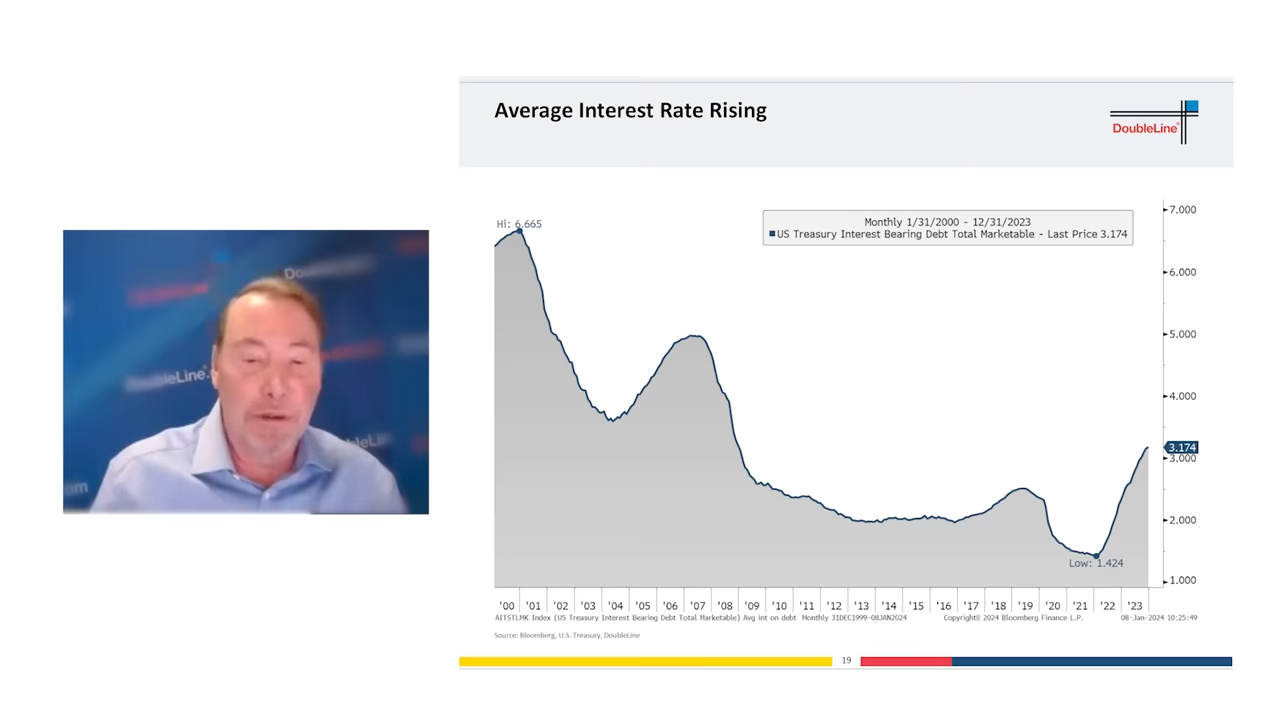 Average Interest Rate Rising
DoubleLine®
Hi: 6.665
Monthly 1/31/2000 - 12/31/2023
US Treasury Interest Bearing Debt Total Marketable - Last Price 3.174
7.000
6.000
5.000
4.000
3.174
3.000
2.000
1.000
Low: 1.424
'00 '01 '02 '03 '04 '05 '06 '07 '08 '09 '10 '11 '12 '13 '14 '15 '16 '17 '18 '19 '20 '21 '22 '23
AITSTLMK Index (US Treasury Interest Bearing Debt Total Marketable) Avg int on debt Monthly 31DEC1999-08JAN2024 Copyright© 2024 Bloomberg Finance L.P. 08-Jan-2024 10:25:49
Source: Bloomberg, U.S. Treasury, DoubleLine
19
DoubleLine